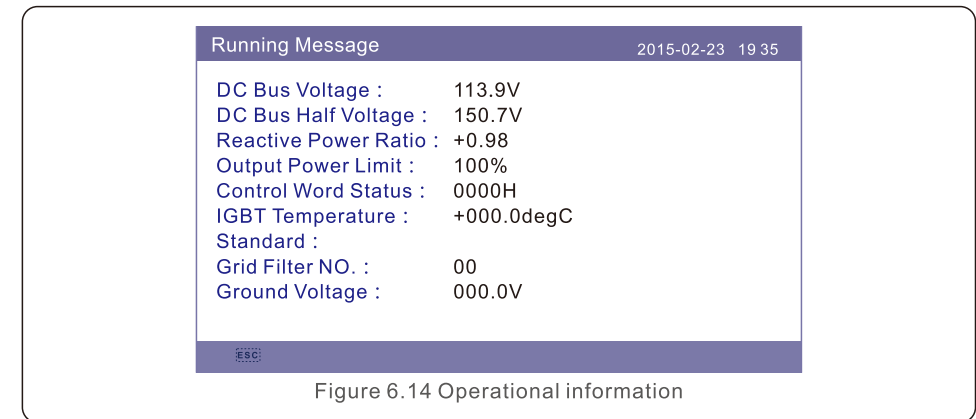 Running Message 2015-02-23 19 35
DC Bus Voltage : 113.9V
DC Bus Half Voltage : 150.7V
Reactive Power Ratio : +0.98
Output Power Limit : 100%
Control Word Status : 0000H
IGBT Temperature : +000.0degC
Standard :
Grid Filter NO. : 00
Ground Voltage : 000.0V
ESC
Figure 6.14 Operational information